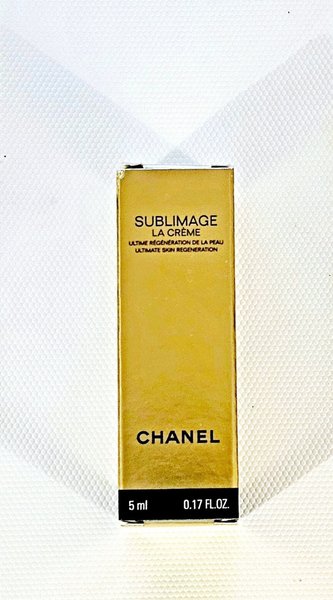 SUBLIMAGE
LA CRÈME
ULTIME RÉGÉNÉRATION DE LA PEAU
ULTIMATE SKIN REGENERATION
CHANEL
5 ml 0.17 FL.OZ.